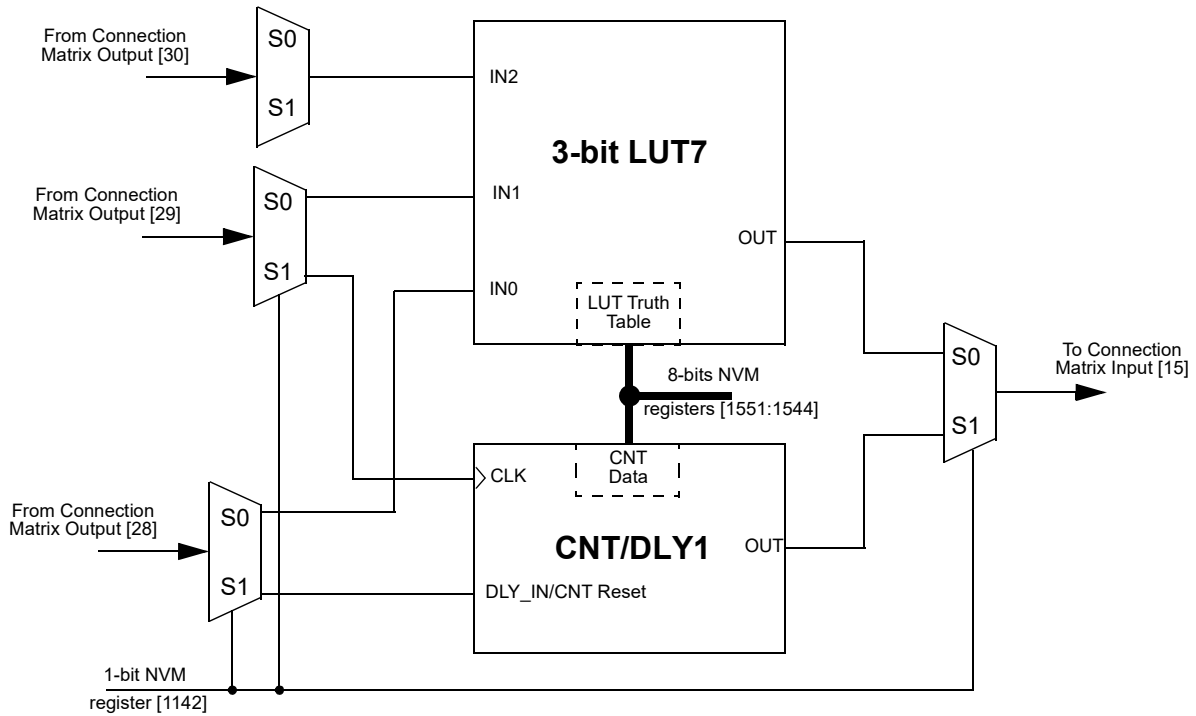 From Connection
Matrix Output [30]
S0
S1
IN2
3-bit LUT7
From Connection
Matrix Output [29]
S0
S1
IN1
OUT
IN0
LUT Truth
Table
S0
S1
To Connection
Matrix Input [15]
8-bits NVM
registers [1551:1544]
CNT
Data
CLK
From Connection
Matrix Output [28]
S0
S1
CNT/DLY1
OUT
DLY_IN/CNT Reset
1-bit NVM
register [1142]